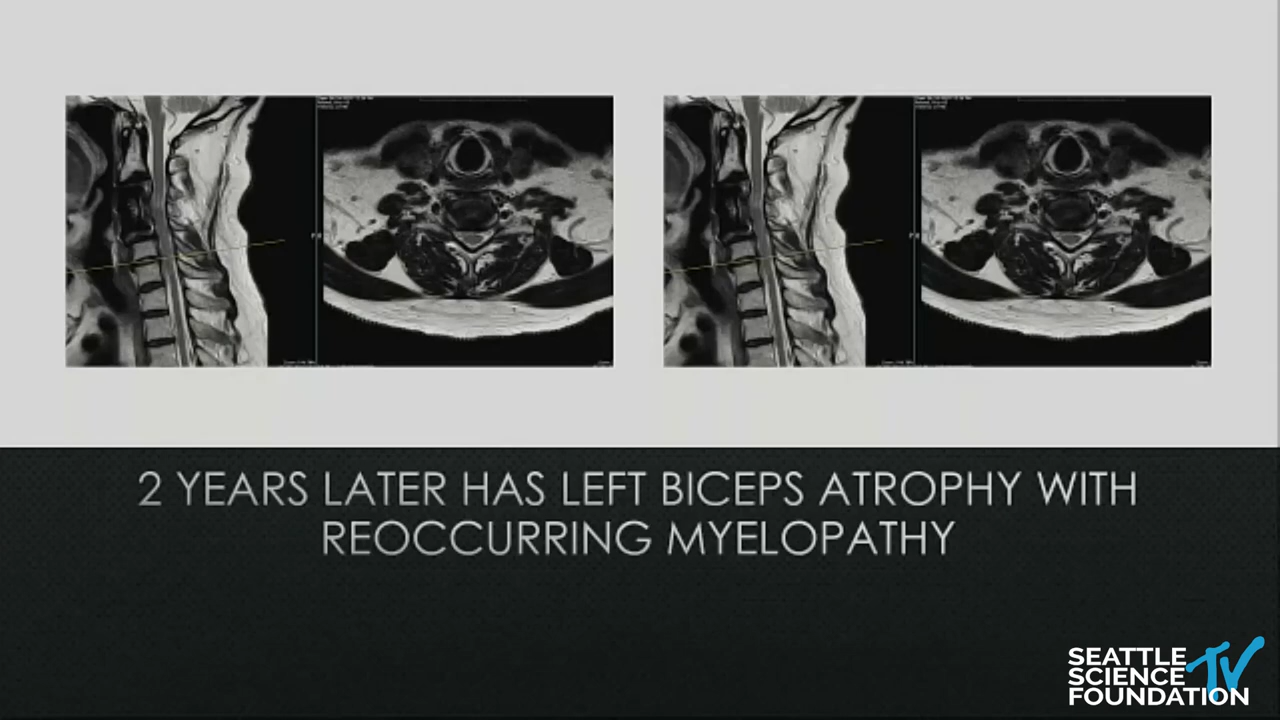 2 YEARS LATER HAS LEFT BICEPS ATROPHY WITH
REOCCURRING MYELOPATHY
SEATTLE
SCIENCE
FOUNDATION
TV